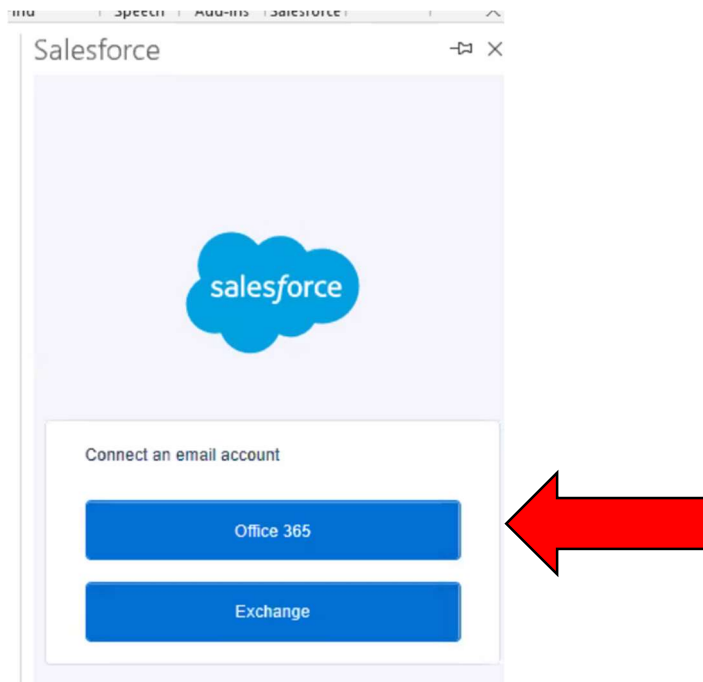 Speech Add-ins Salesforce
Salesforce
salesforce
Connect an email account
Office 365
Exchange